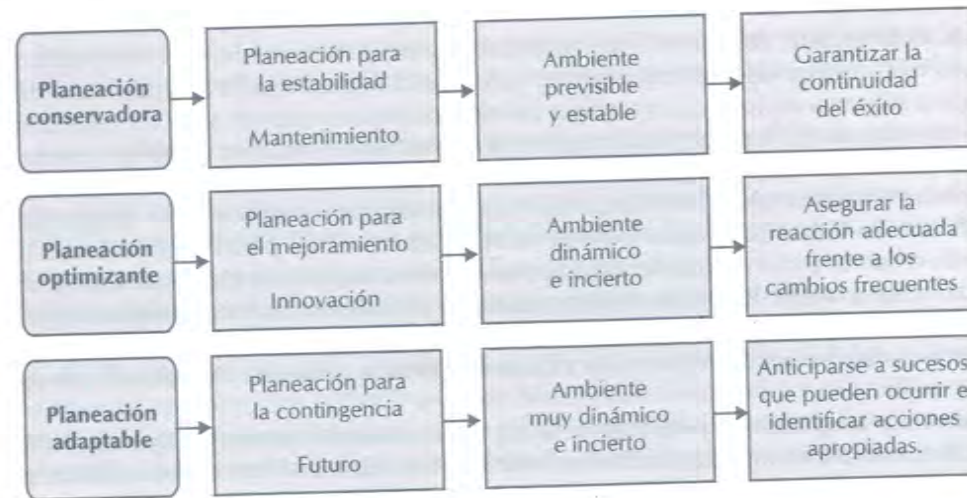 Planeación
conservadora
Planeación para
la estabilidad
Mantenimiento
Ambiente
previsible
y estable
Garantizar la
continuidad
del éxito
Planeación
optimizante
Planeación para
el mejoramiento
Innovación
Ambiente
dinámico
e incierto
Asegurar la
reacción adecuada
frente a los
cambios frecuentes
Planeación
adaptable
Planeación para
la contingencia
Futuro
Ambiente
muy dinámico
e incierto
Anticiparse a sucesos
que pueden ocurrir e
identificar acciones
apropiadas.